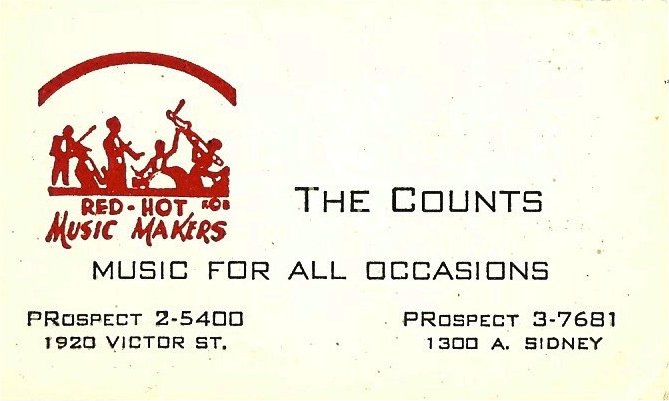 RED-HOT
MUSIC MAKERS
THE COUNTS
MUSIC FOR ALL OCCASIONS
PROSPECT 2-5400
1920 VICTOR ST.
PROSPECT 3-7681
1300 A. SIDNEY